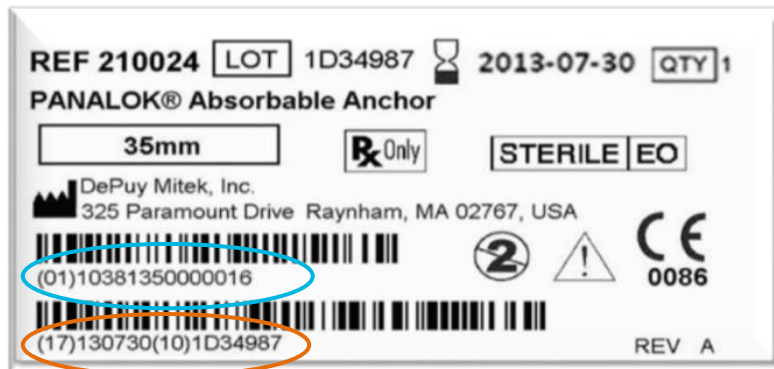 REF 210024 LOT 1D34987 2013-07-30 QTY 1
PANALOK® Absorbable Anchor
35mm Rx Only STERILE EO
DePuy Mitek, Inc.
325 Paramount Drive Raynham, MA 02767, USA
(01)10381350000016 2 CE 0086
(17)130730(10)1D34987 REV A